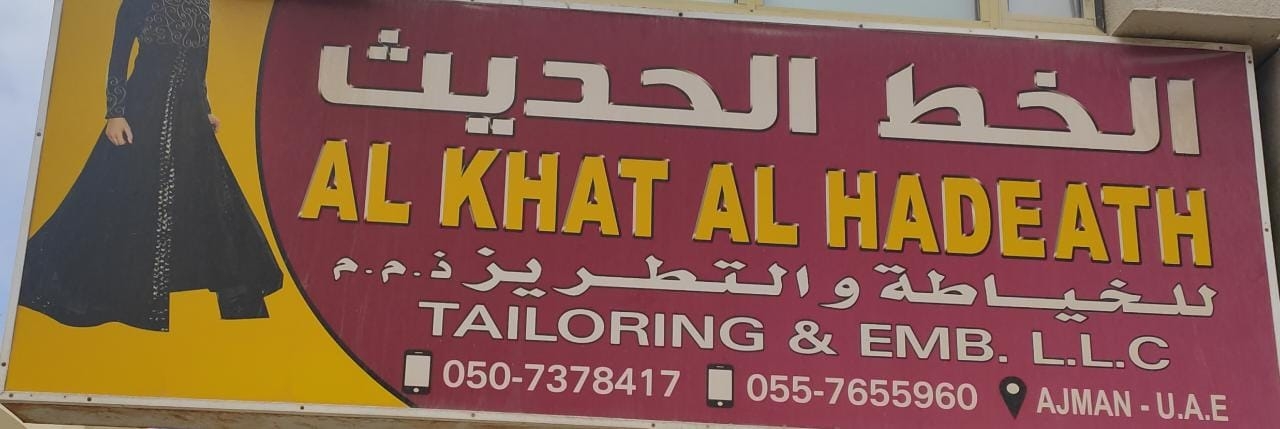 الخط الحديث
AL KHAT AL HADEATH
للخياطة والتطريز ذ.م.م
TAILORING & EMB. L.L.C
050-7378417 055-7655960 AJMAN - U.A.E